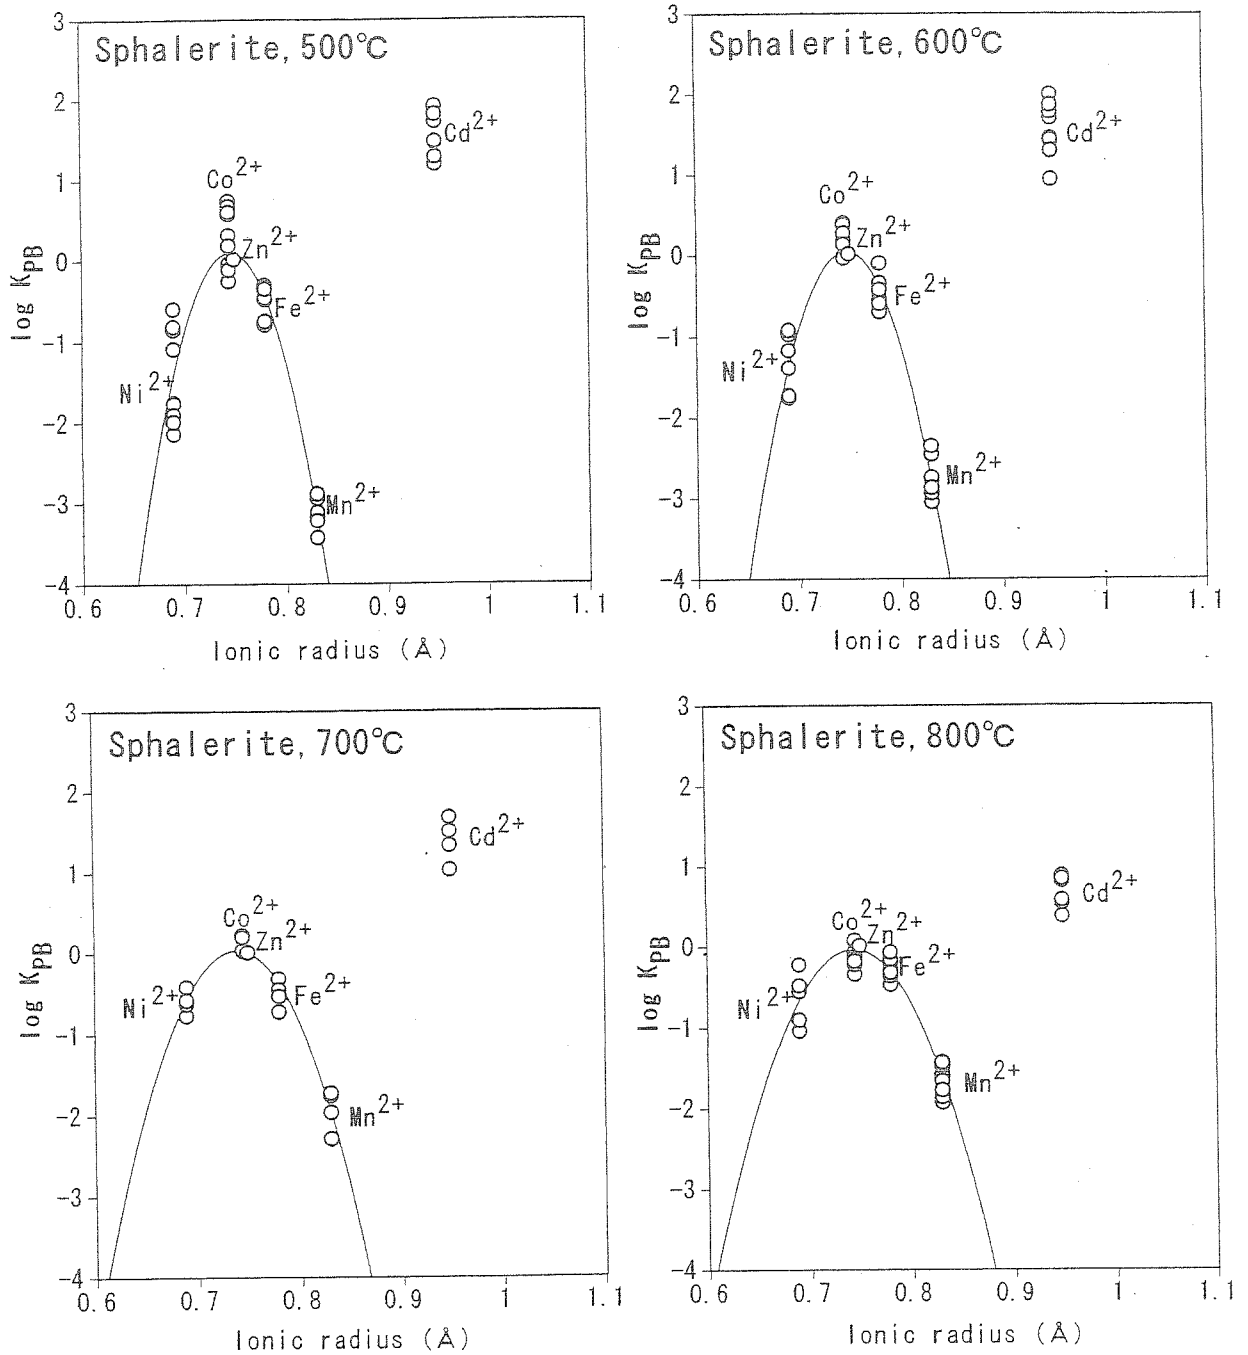 Sphalerite, 500℃
3
2
1
0
-1
-2
-3
-4
log KPB
Cd2+
Co2+
Zn2+
Fe2+
Ni2+
Mn2+
0.6 0.7 0.8 0.9 1 1.1
Ionic radius (Å)
Sphalerite, 600℃
3
2
1
0
-1
-2
-3
-4
log KPB
Cd2+
Co2+
Zn2+
Fe2+
Ni2+
Mn2+
0.6 0.7 0.8 0.9 1 1.1
Ionic radius (Å)
Sphalerite, 700℃
3
2
1
0
-1
-2
-3
-4
log KPB
Cd2+
Co2+
Zn2+
Fe2+
Ni2+
Mn2+
0.6 0.7 0.8 0.9 1 1.1
Ionic radius (Å)
Sphalerite, 800℃
3
2
1
0
-1
-2
-3
-4
log KPB
Cd2+
Co2+
Zn2+
Fe2+
Ni2+
Mn2+
0.6 0.7 0.8 0.9 1 1.1
Ionic radius (Å)